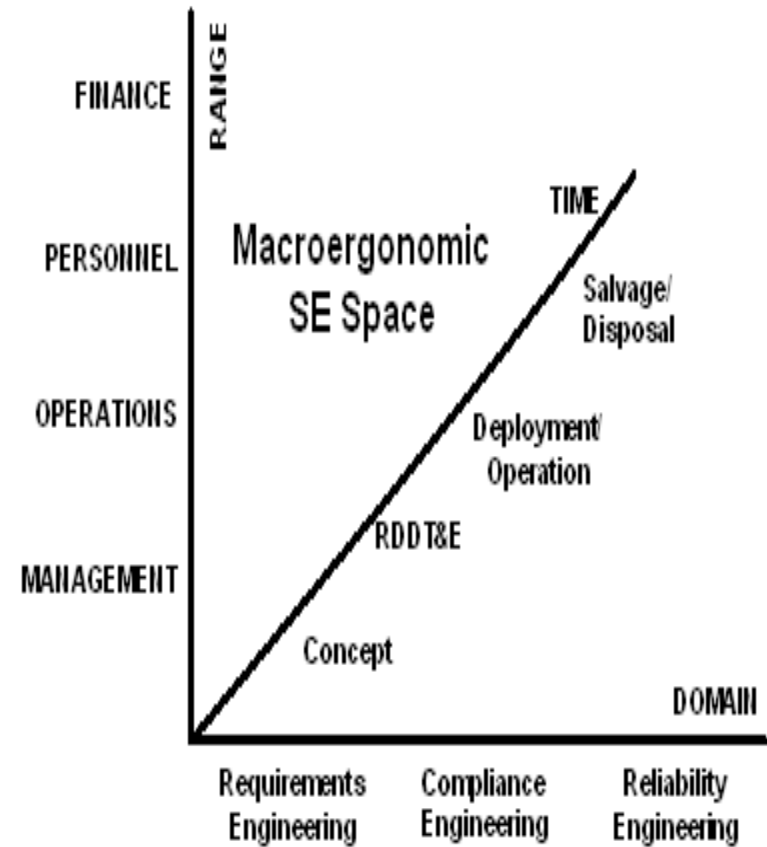 RANGE
FINANCE
PERSONNEL
OPERATIONS
MANAGEMENT
Macroergonomic
SE Space
TIME
Salvage/
Disposal
Deployment/
Operation
RDDT&E
Concept
DOMAIN
Requirements
Engineering
Compliance
Engineering
Reliability
Engineering